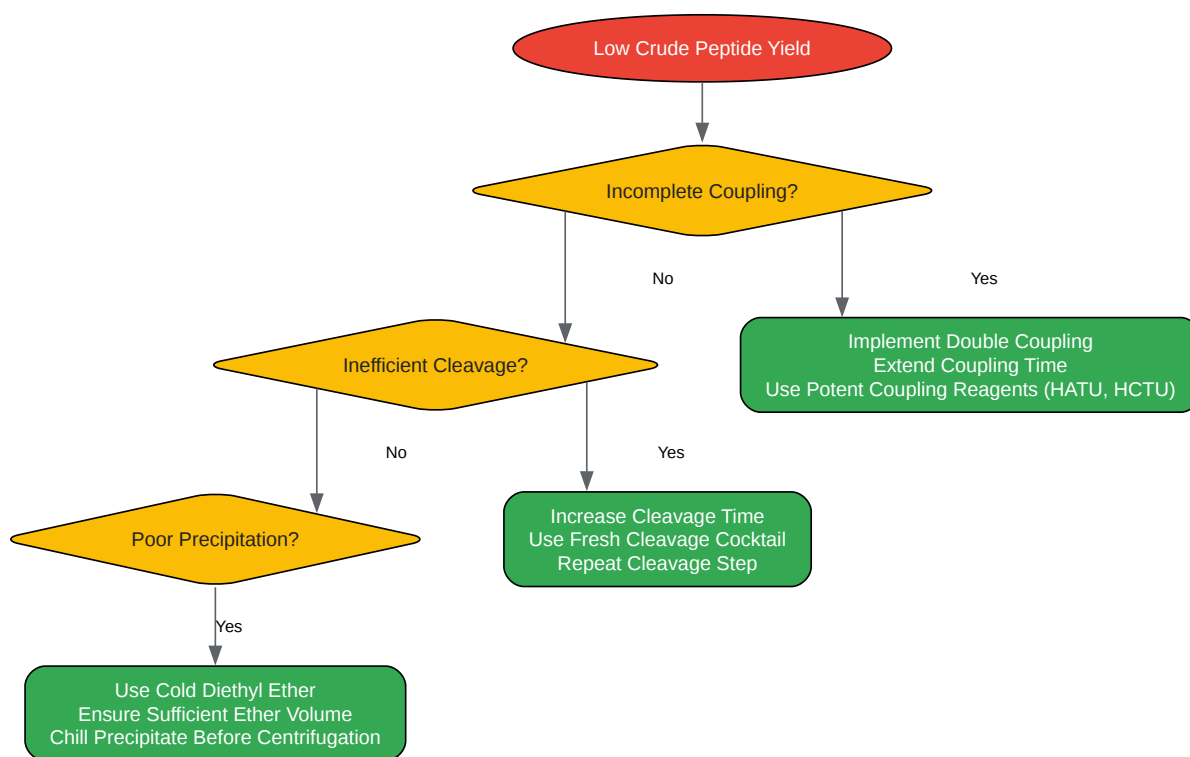 Low Crude Peptide Yield
Incomplete Coupling?
No
Yes
Inefficient Cleavage?
Implement Double Coupling
Extend Coupling Time
Use Potent Coupling Reagents (HATU, HCTU)
No
Yes
Poor Precipitation?
Increase Cleavage Time
Use Fresh Cleavage Cocktail
Repeat Cleavage Step
Yes
Use Cold Diethyl Ether
Ensure Sufficient Ether Volume
Chill Precipitate Before Centrifugation